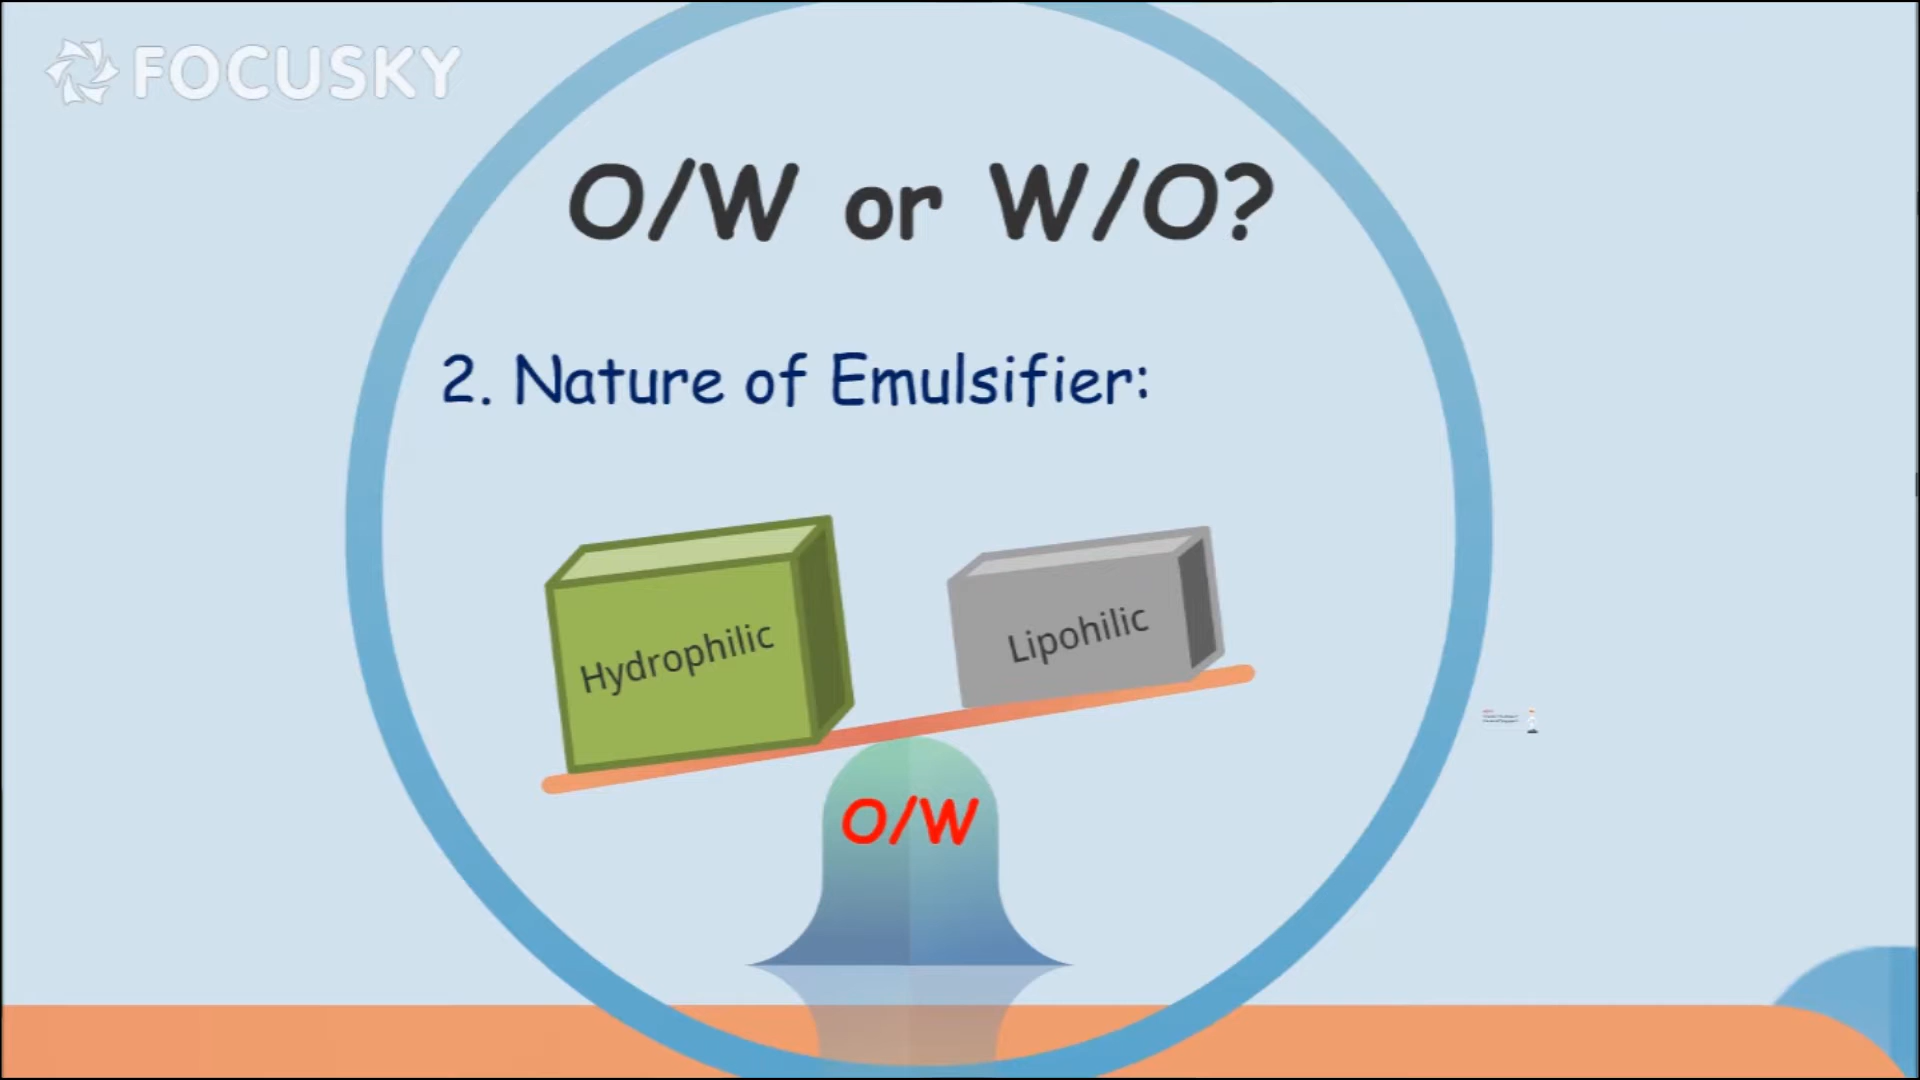 FOCUSKY
O/W or W/O?
2. Nature of Emulsifier:
Hydrophilic
Lipohilic
O/W